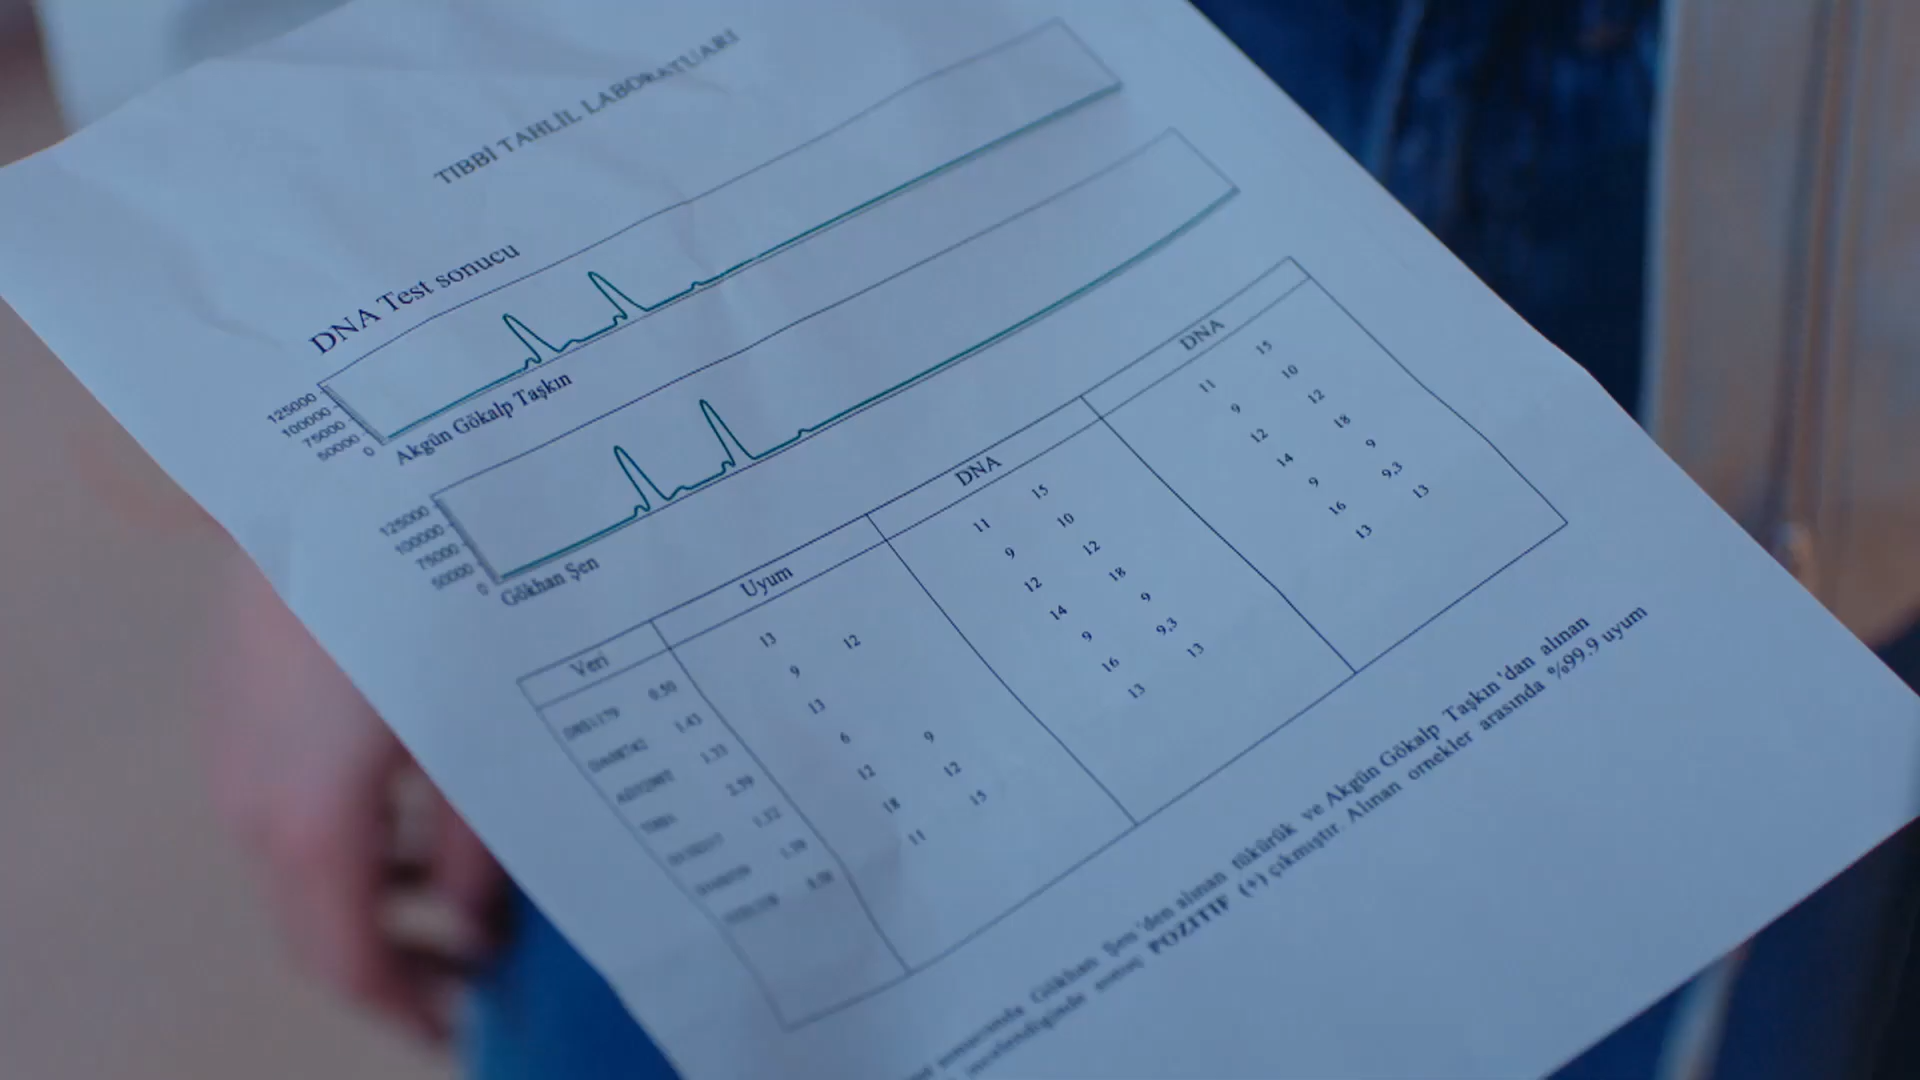 TIBBİ TAHLİL LABORATUARI
DNA Test sonucu
125000
100000
75000
50000
0
Akgün Gökalp Taşkın
125000
100000
75000
50000
0
Gökhan Şen
Veri Uyum DNA DNA
0.50 13 12 11 15 11 15
1.43 9 9 10 9 10
1.33 13 12 12 12 12
2.59 6 9 14 18 14 18
1.32 12 12 9 9 9 9
1.39 18 15 16 9.3 16 9.3
11 13 13 13 13
Gökhan Şen'den alınan tükürük ve Akgün Gökalp Taşkın'dan alınan
incelendiğinde sonuç POZİTİF (+) çıkmıştır Alınan örnekler arasında %99.9 uyum